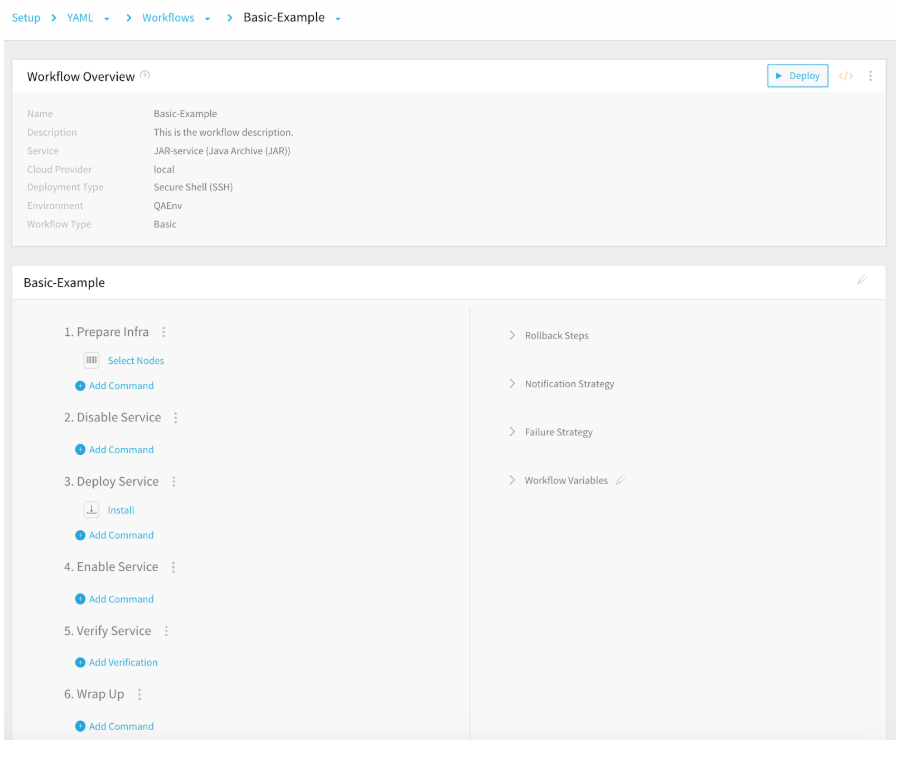 Setup > YAML > Workflows > Basic-Example
Workflow Overview ?
Deploy </>
Name Basic-Example
Description This is the workflow description.
Service JAR-service (Java Archive (JAR))
Cloud Provider local
Deployment Type Secure Shell (SSH)
Environment QAEnv
Workflow Type Basic
Basic-Example
1. Prepare Infra
Select Nodes
Add Command
2. Disable Service
Add Command
3. Deploy Service
Install
Add Command
4. Enable Service
Add Command
5. Verify Service
Add Verification
6. Wrap Up
Add Command
Rollback Steps
Notification Strategy
Failure Strategy
Workflow Variables